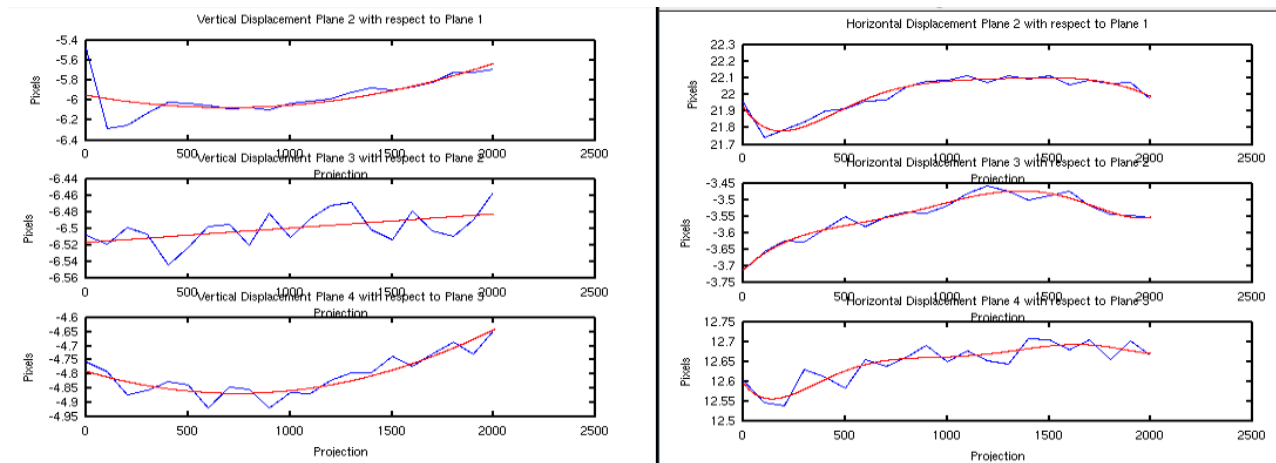 Vertical Displacement Plane 2 with respect to Plane 1
-5.4
-5.6
-5.8
-6
-6.2
-6.4
Pixels
0 500 1000 1500 2000 2500
Projection
Vertical Displacement Plane 3 with respect to Plane 2
-6.44
-6.46
-6.48
-6.5
-6.52
-6.54
-6.56
Pixels
0 500 1000 1500 2000 2500
Projection
Vertical Displacement Plane 4 with respect to Plane 3
-4.6
-4.65
-4.7
-4.75
-4.8
-4.85
-4.9
-4.95
Pixels
0 500 1000 1500 2000 2500
Projection
Horizontal Displacement Plane 2 with respect to Plane 1
22.3
22.2
22.1
22
21.9
21.8
21.7
Pixels
0 500 1000 1500 2000 2500
Projection
Horizontal Displacement Plane 3 with respect to Plane 2
-3.45
-3.5
-3.55
-3.6
-3.65
-3.7
-3.75
Pixels
0 500 1000 1500 2000 2500
Projection
Horizontal Displacement Plane 4 with respect to Plane 3
12.75
12.7
12.65
12.6
12.55
12.5
Pixels
0 500 1000 1500 2000 2500
Projection